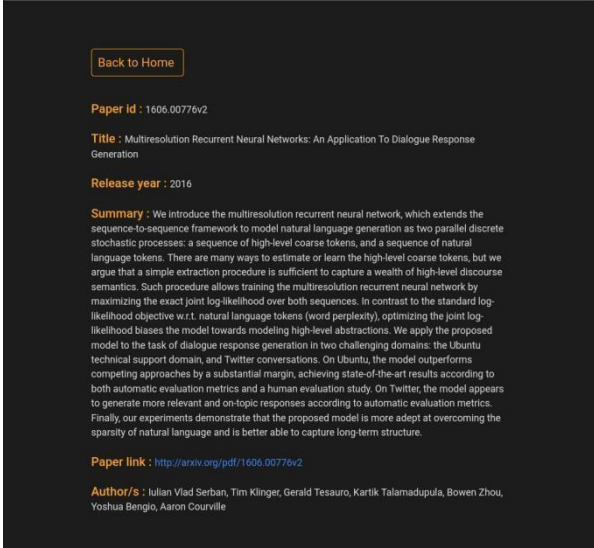 Back to Home
Paper id : 1606.00776v2
Title : Multiresolution Recurrent Neural Networks: An Application To Dialogue Response
Generation
Release year : 2016
Summary : We introduce the multiresolution recurrent neural network, which extends the
sequence-to-sequence framework to model natural language generation as two parallel discrete
stochastic processes: a sequence of high-level coarse tokens, and a sequence of natural
language tokens. There are many ways to estimate or learn the high-level coarse tokens, but we
argue that a simple extraction procedure is sufficient to capture a wealth of high-level discourse
semantics. Such procedure allows training the multiresolution recurrent neural network by
maximizing the exact joint log-likelihood over both sequences. In contrast to the standard log-
likelihood objective w.r.t. natural language tokens (word perplexity), optimizing the joint log-
likelihood biases the model towards modeling high-level abstractions. We apply the proposed
model to the task of dialogue response generation in two challenging domains: the Ubuntu
technical support domain, and Twitter conversations. On Ubuntu, the model outperforms
competing approaches by a substantial margin, achieving state-of-the-art results according to
both automatic evaluation metrics and a human evaluation study. On Twitter, the model appears
to generate more relevant and on-topic responses according to automatic evaluation metrics.
Finally, our experiments demonstrate that the proposed model is more adept at overcoming the
sparsity of natural language and is better able to capture long-term structure.
Paper link : http://arxiv.org/pdf/1606.00776v2
Author/s : Iulian Vlad Serban, Tim Klinger, Gerald Tesauro, Kartik Talamadupula, Bowen Zhou,
Yoshua Bengio, Aaron Courville